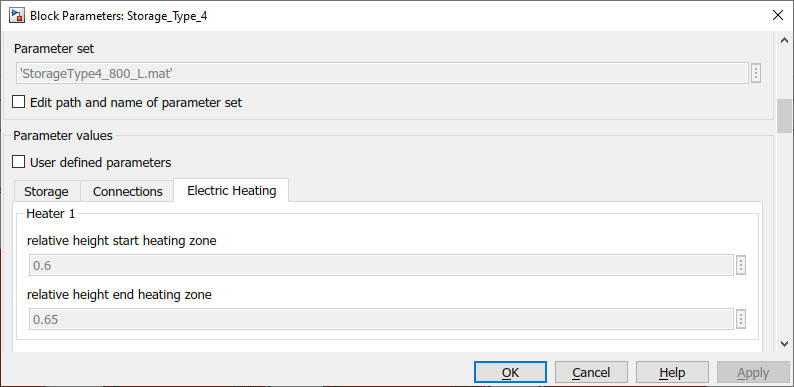 Block Parameters: Storage_Type_4
Parameter set
'StorageType4_800_L.mat'
Edit path and name of parameter set
Parameter values
User defined parameters
Storage Connections Electric Heating
Heater 1
relative height start heating zone
0.6
relative height end heating zone
0.65
OK Cancel Help Apply